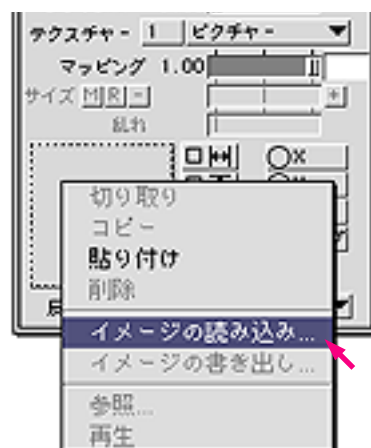 テクスチャー 1 ピクチャー
マッピング 1.00
サイズ M R -
+
乱れ
X
切り取り
コピー
貼り付け
削除
イメージの読み込み...
イメージの書き出し...
参照...
再生